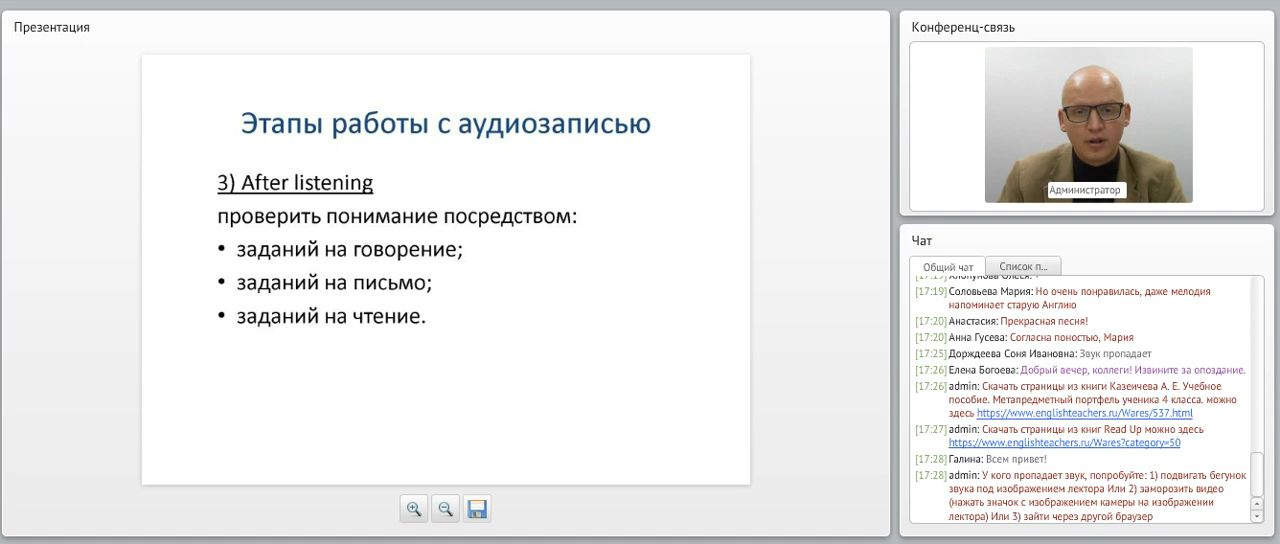 Презентация
Этапы работы с аудиозаписью
3) After listening
проверить понимание посредством:
• заданий на говорение;
• заданий на письмо;
• заданий на чтение.
Конференц-связь
Администратор
Чат
Общий чат
Список п...
[17:19] Соловьева Мария: Но очень понравилась, даже мелодия
напоминает старую Англию
[17:20] Анастасия: Прекрасная песня!
[17:20] Анна Гусева: Согласна поностью, Мария
[17:25] Дорждеева Соня Ивановна: Звук пропадает
[17:26] Елена Богоева: Добрый вечер, коллеги! Извините за опоздание.
[17:26] admin: Скачать страницы из книги Казеичева А. Е. Учебное
пособие. Метапредметный портфель ученика 4 класса. можно
здесь https://www.englishteachers.ru/Wares/537.html
[17:27] admin: Скачать страницы из книг Read Up можно здесь
https://www.englishteachers.ru/Wares?category=50
[17:28] Галина: Всем привет!
[17:28] admin: У кого пропадает звук, попробуйте: 1) подвигать бегунок
звука под изображением лектора Или 2) заморозить видео
(нажать значок с изображением камеры на изображении
лектора) Или 3) зайти через другой браузер